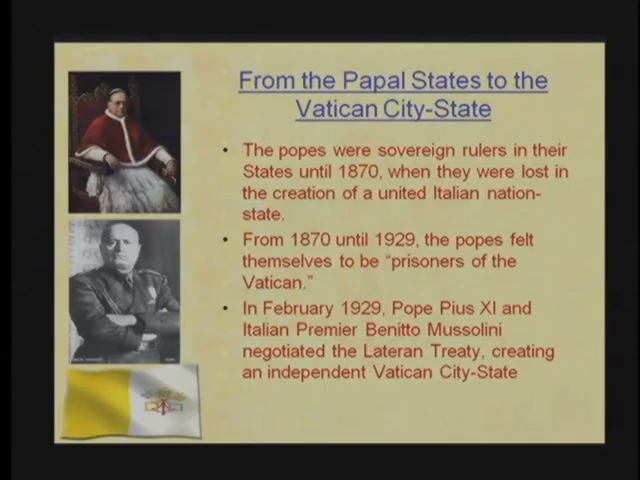 From the Papal States to the
Vatican City-State
• The popes were sovereign rulers in their
States until 1870, when they were lost in
the creation of a united Italian nation-
state.
• From 1870 until 1929, the popes felt
themselves to be “prisoners of the
Vatican.”
• In February 1929, Pope Pius XI and
Italian Premier Benitto Mussolini
negotiated the Lateran Treaty, creating
an independent Vatican City-State